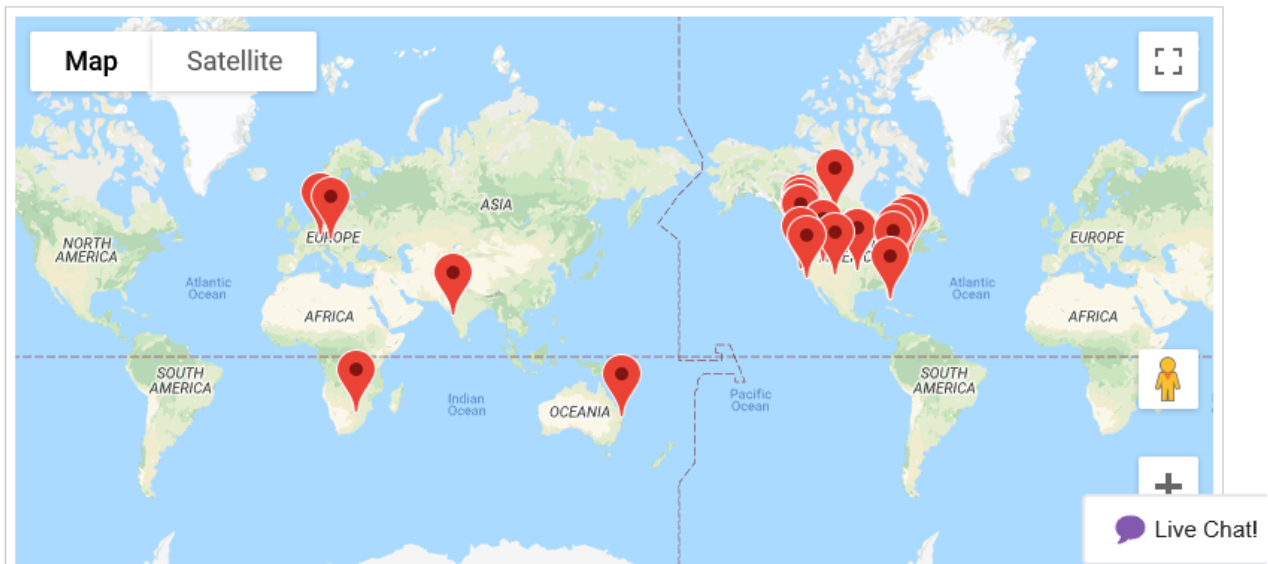 Map
Satellite
ASIA
NORTH
AMERICA
EUROPE
EUROPE
Atlantic
Ocean
Atlantic
Ocean
AFRICA
AFRICA
SOUTH
AMERICA
SOUTH
AMERICA
Indian
Ocean
OCEANIA
Pacific
Ocean
Live Chat!